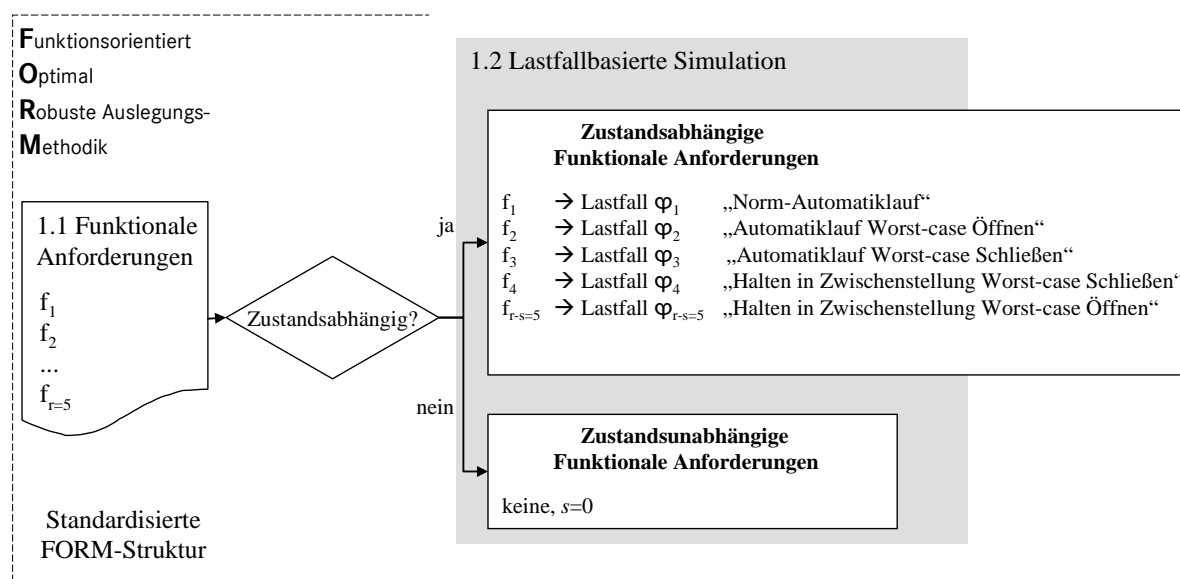 Funktionsorientiert
Optimal
Robuste Auslegungs-
Methodik
1.2 Lastfallbasierte Simulation
Zustandsabhängige
Funktionale Anforderungen
f1 → Lastfall φ1 „Norm-Automatiklauf“
f2 → Lastfall φ2 „Automatiklauf Worst-case Öffnen“
f3 → Lastfall φ3 „Automatiklauf Worst-case Schließen“
f4 → Lastfall φ4 „Halten in Zwischenstellung Worst-case Schließen“
fr-s=5 → Lastfall φr-s=5 „Halten in Zwischenstellung Worst-case Öffnen“
1.1 Funktionale
Anforderungen
f1
f2
...
fr=5
Zustandsabhängig?
ja
nein
Zustandsunabhängige
Funktionale Anforderungen
keine, s=0
Standardisierte
FORM-Struktur